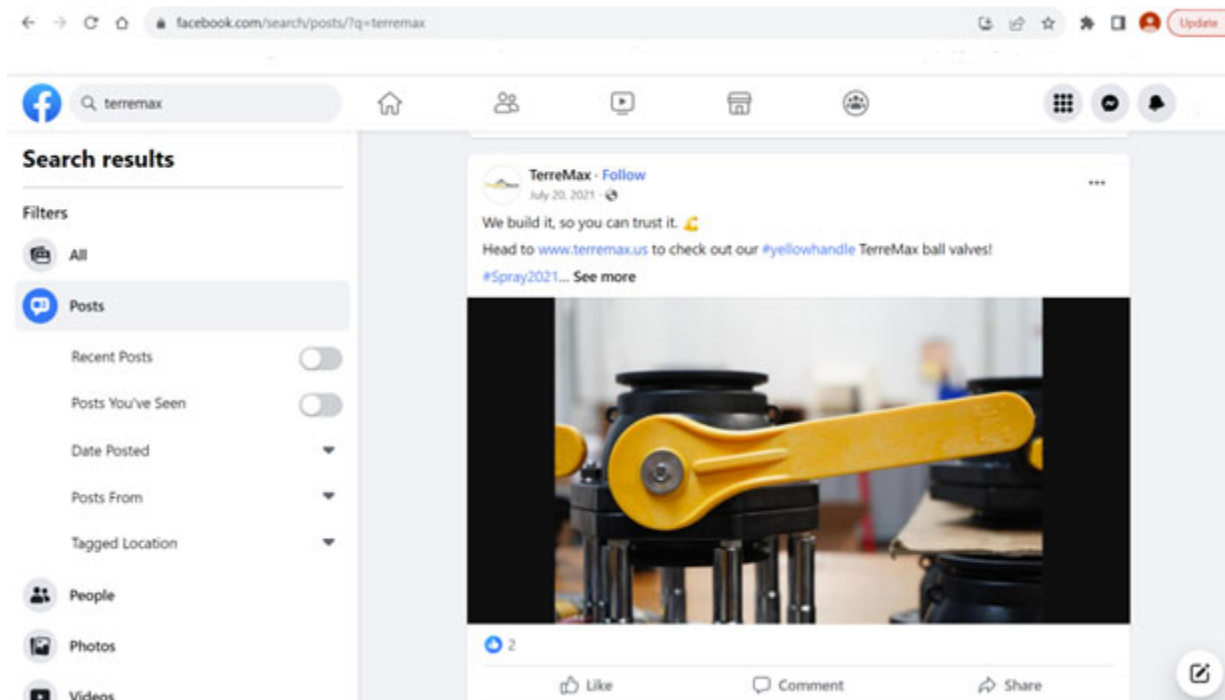 facebook.com/search/posts/?q=terremax
Update
terremax
Search results
Filters
All
Posts
Recent Posts
Posts You've Seen
Date Posted
Posts From
Tagged Location
People
Photos
Videos
TerreMax · Follow
July 20, 2021 ·
We build it, so you can trust it. 💪
Head to www.terremax.us to check out our #yellowhandle TerreMax ball valves!
#Spray2021... See more
2
Like Comment Share